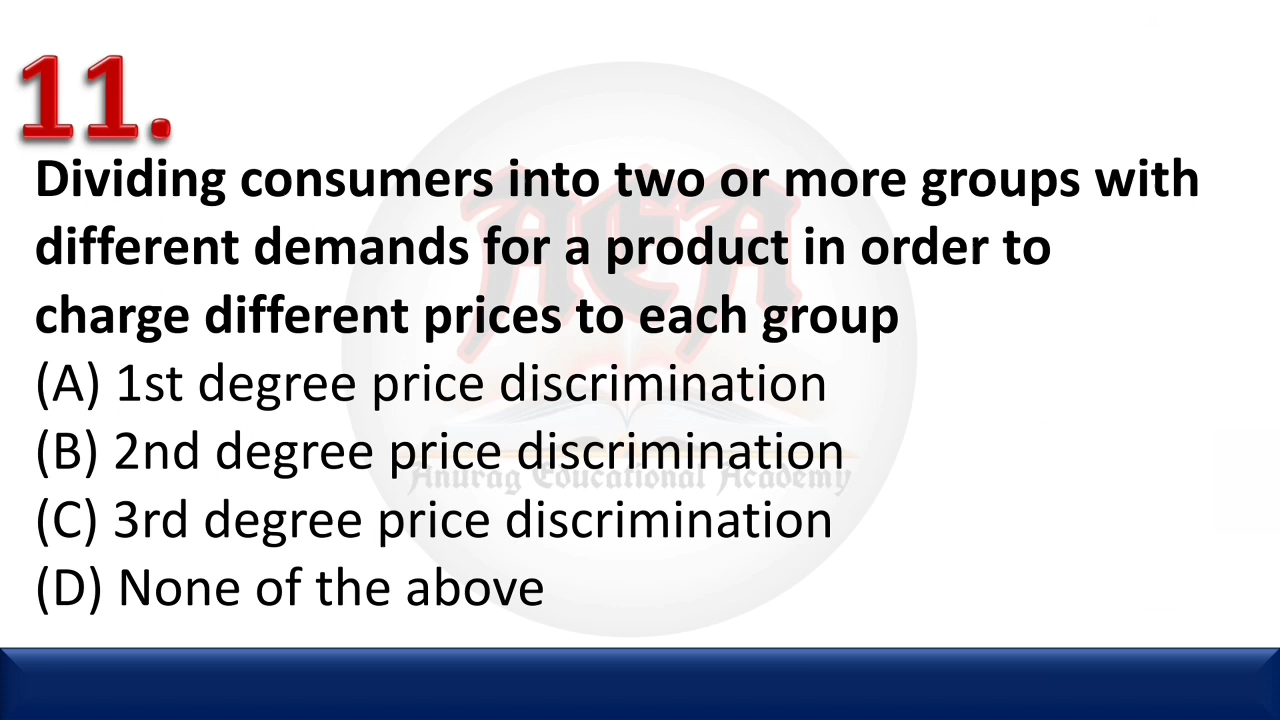 11.
Dividing consumers into two or more groups with
different demands for a product in order to
charge different prices to each group
(A) 1st degree price discrimination
(B) 2nd degree price discrimination
(C) 3rd degree price discrimination
(D) None of the above
ACA
Anurag Educational Academy